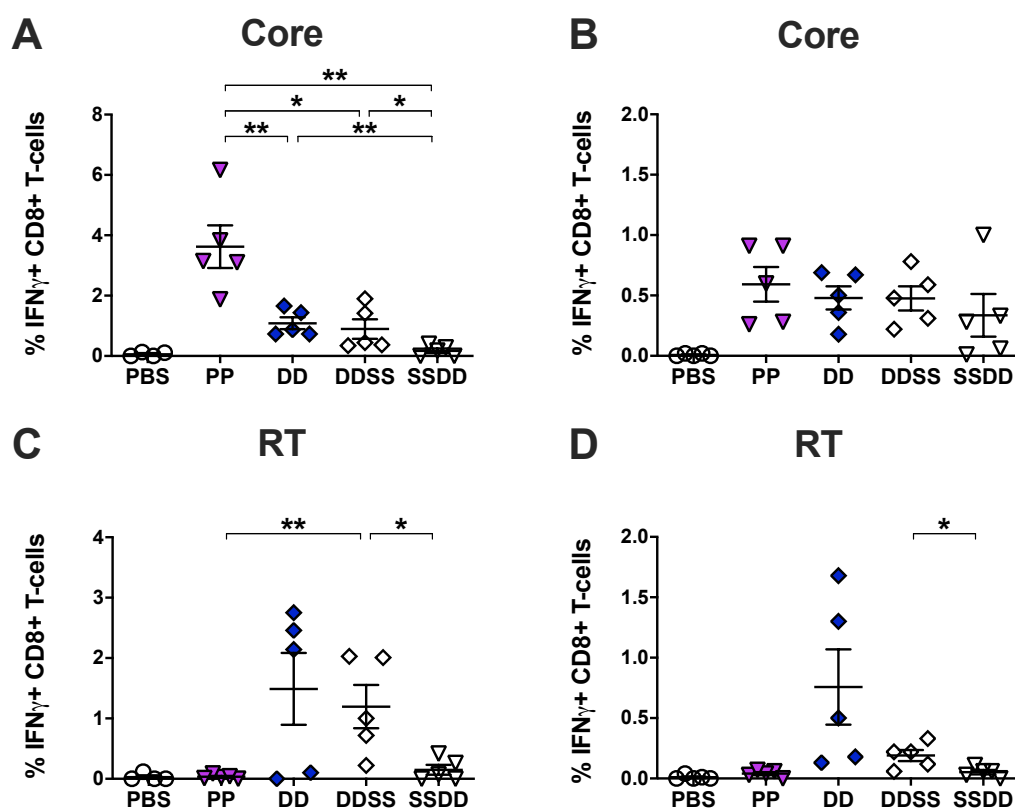 A
Core
**
*
*
**
**
% IFNγ+ CD8+ T-cells
8
6
4
2
0
PBS PP DD DDSS SSDD
B
Core
% IFNγ+ CD8+ T-cells
2.0
1.5
1.0
0.5
0.0
PBS PP DD DDSS SSDD
C
RT
**
*
% IFNγ+ CD8+ T-cells
4
3
2
1
0
PBS PP DD DDSS SSDD
D
RT
*
% IFNγ+ CD8+ T-cells
2.0
1.5
1.0
0.5
0.0
PBS PP DD DDSS SSDD